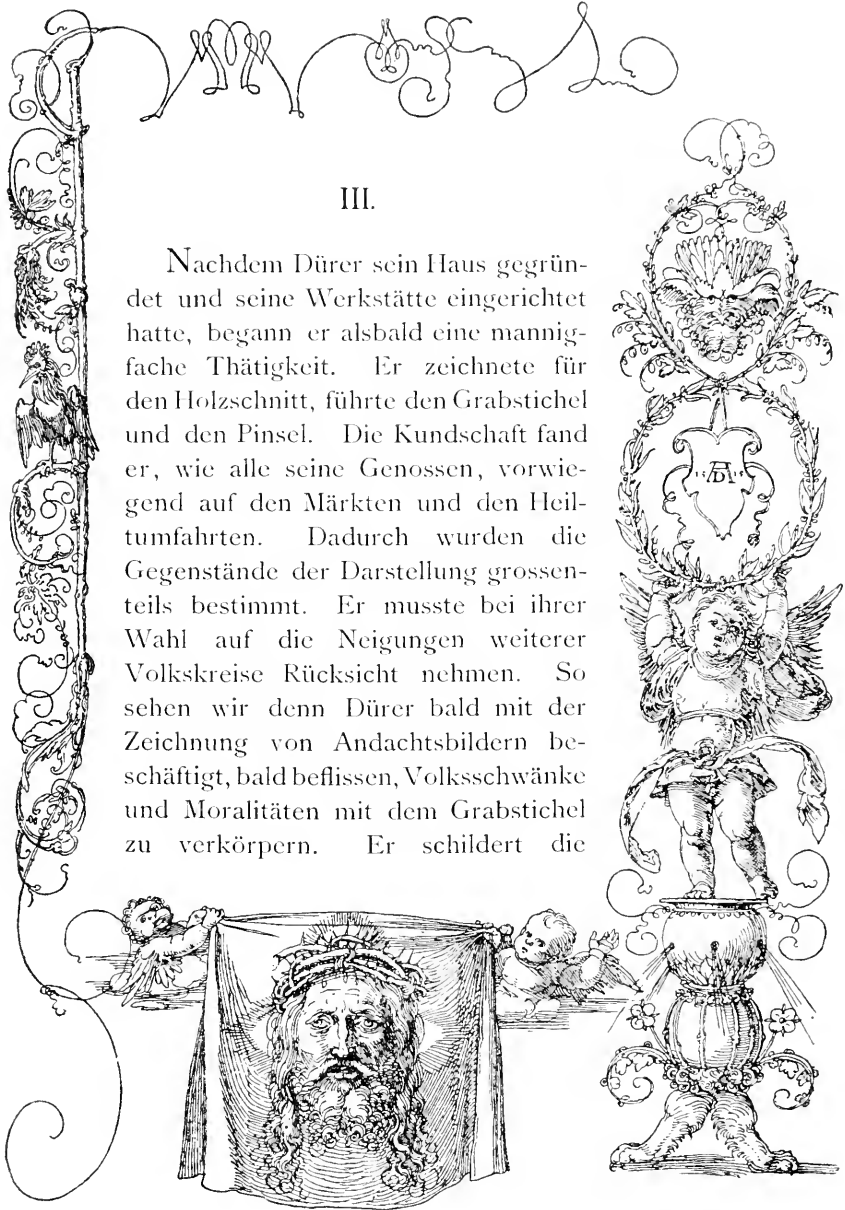 III.
Nachdem Dürer sein Haus gegrün-
det und seine Werkstätte eingerichtet
hatte, begann er alsbald eine mannig-
fache Thätigkeit. Er zeichnete für
den Holzschnitt, führte den Grabstichel
und den Pinsel. Die Kundschaft fand
er, wie alle seine Genossen, vorwie-
gend auf den Märkten und den Heil-
tumfahrten. Dadurch wurden die
Gegenstände der Darstellung grossen-
teils bestimmt. Er musste bei ihrer
Wahl auf die Neigungen weiterer
Volkskreise Rücksicht nehmen. So
sehen wir denn Dürer bald mit der
Zeichnung von Andachtsbildern be-
schäftigt, bald beflissen, Volksschwänke
und Moralitäten mit dem Grabstichel
zu verkörpern. Er schildert die
AD